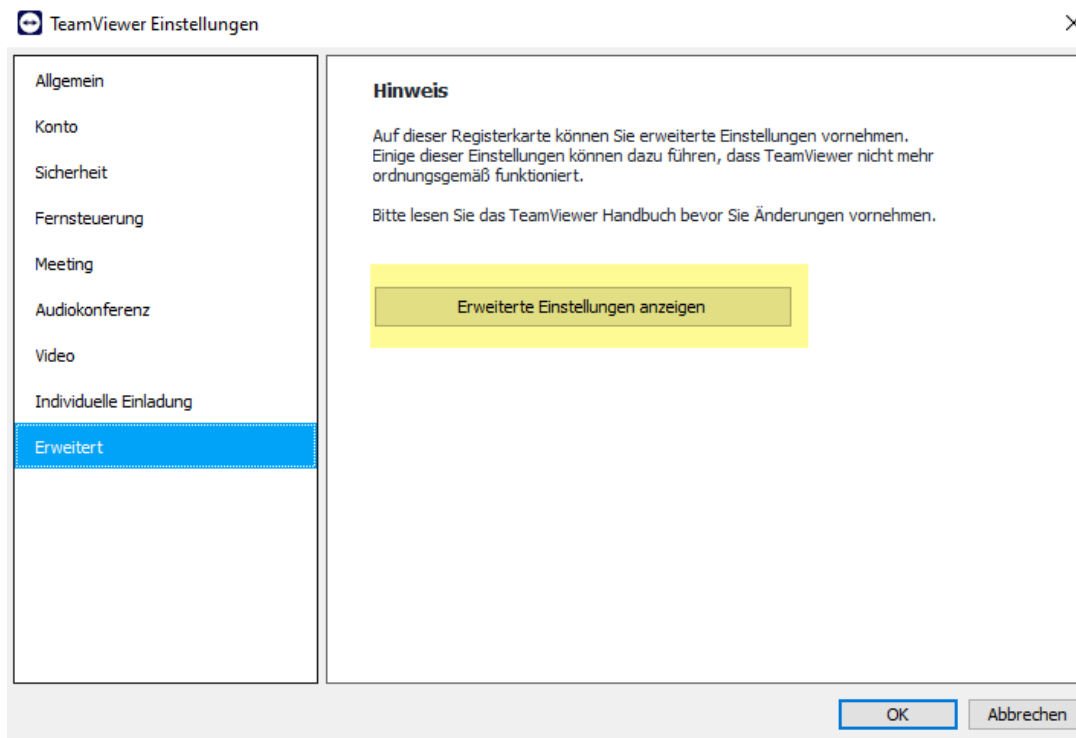 TeamViewer Einstellungen
Allgemein
Konto
Sicherheit
Fernsteuerung
Meeting
Audiokonferenz
Video
Individuelle Einladung
Erweitert
Hinweis
Auf dieser Registerkarte können Sie erweiterte Einstellungen vornehmen.
Einige dieser Einstellungen können dazu führen, dass TeamViewer nicht mehr
ordnungsgemäß funktioniert.
Bitte lesen Sie das TeamViewer Handbuch bevor Sie Änderungen vornehmen.
Erweiterte Einstellungen anzeigen
OK
Abbrechen